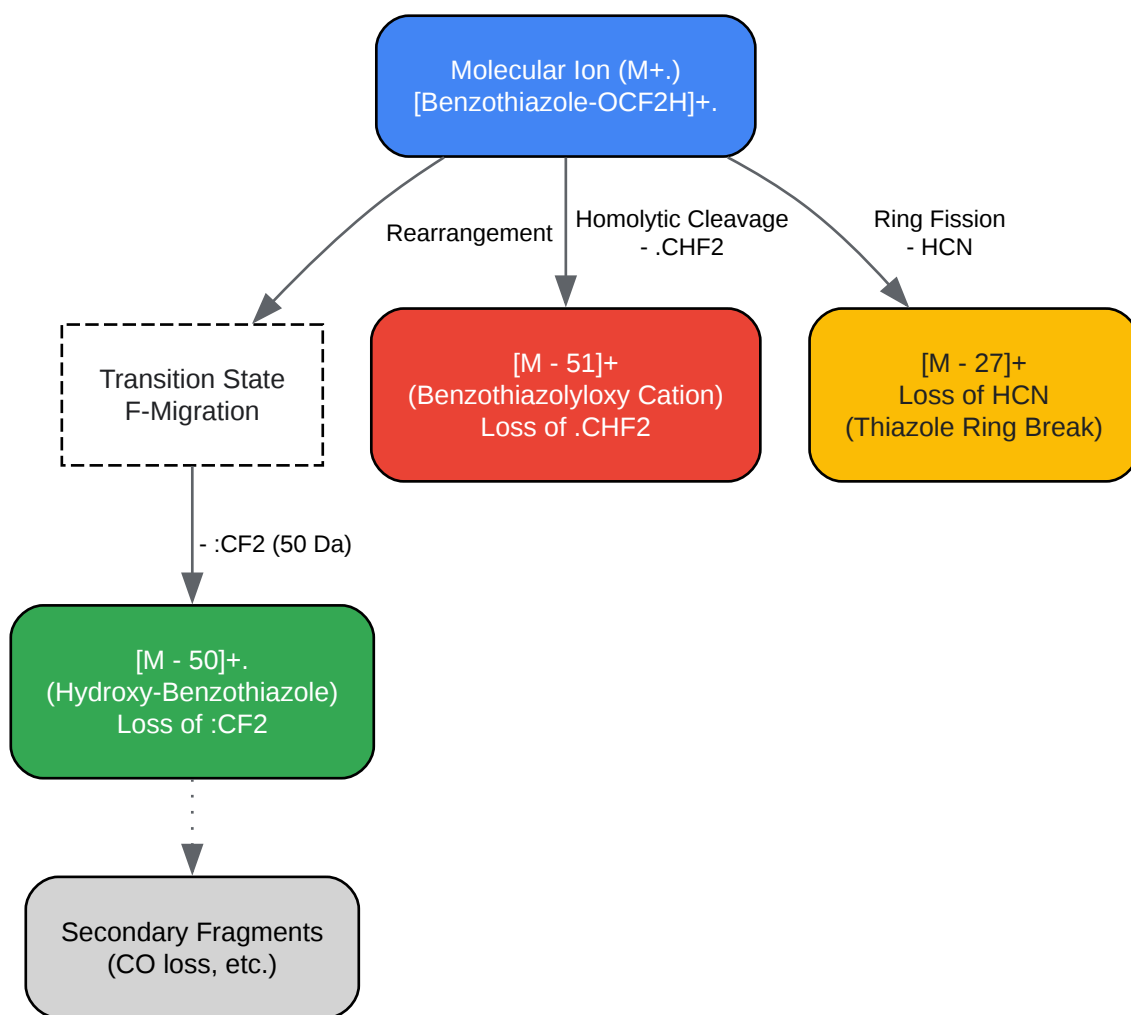 Molecular Ion (M+.)
[Benzothiazole-OCF2H]+.
Rearrangement
Homolytic Cleavage
- .CHF2
Ring Fission
- HCN
Transition State
F-Migration
[M - 51]+
(Benzothiazolyloxy Cation)
Loss of .CHF2
[M - 27]+
Loss of HCN
(Thiazole Ring Break)
- :CF2 (50 Da)
[M - 50]+.
(Hydroxy-Benzothiazole)
Loss of :CF2
Secondary Fragments
(CO loss, etc.)